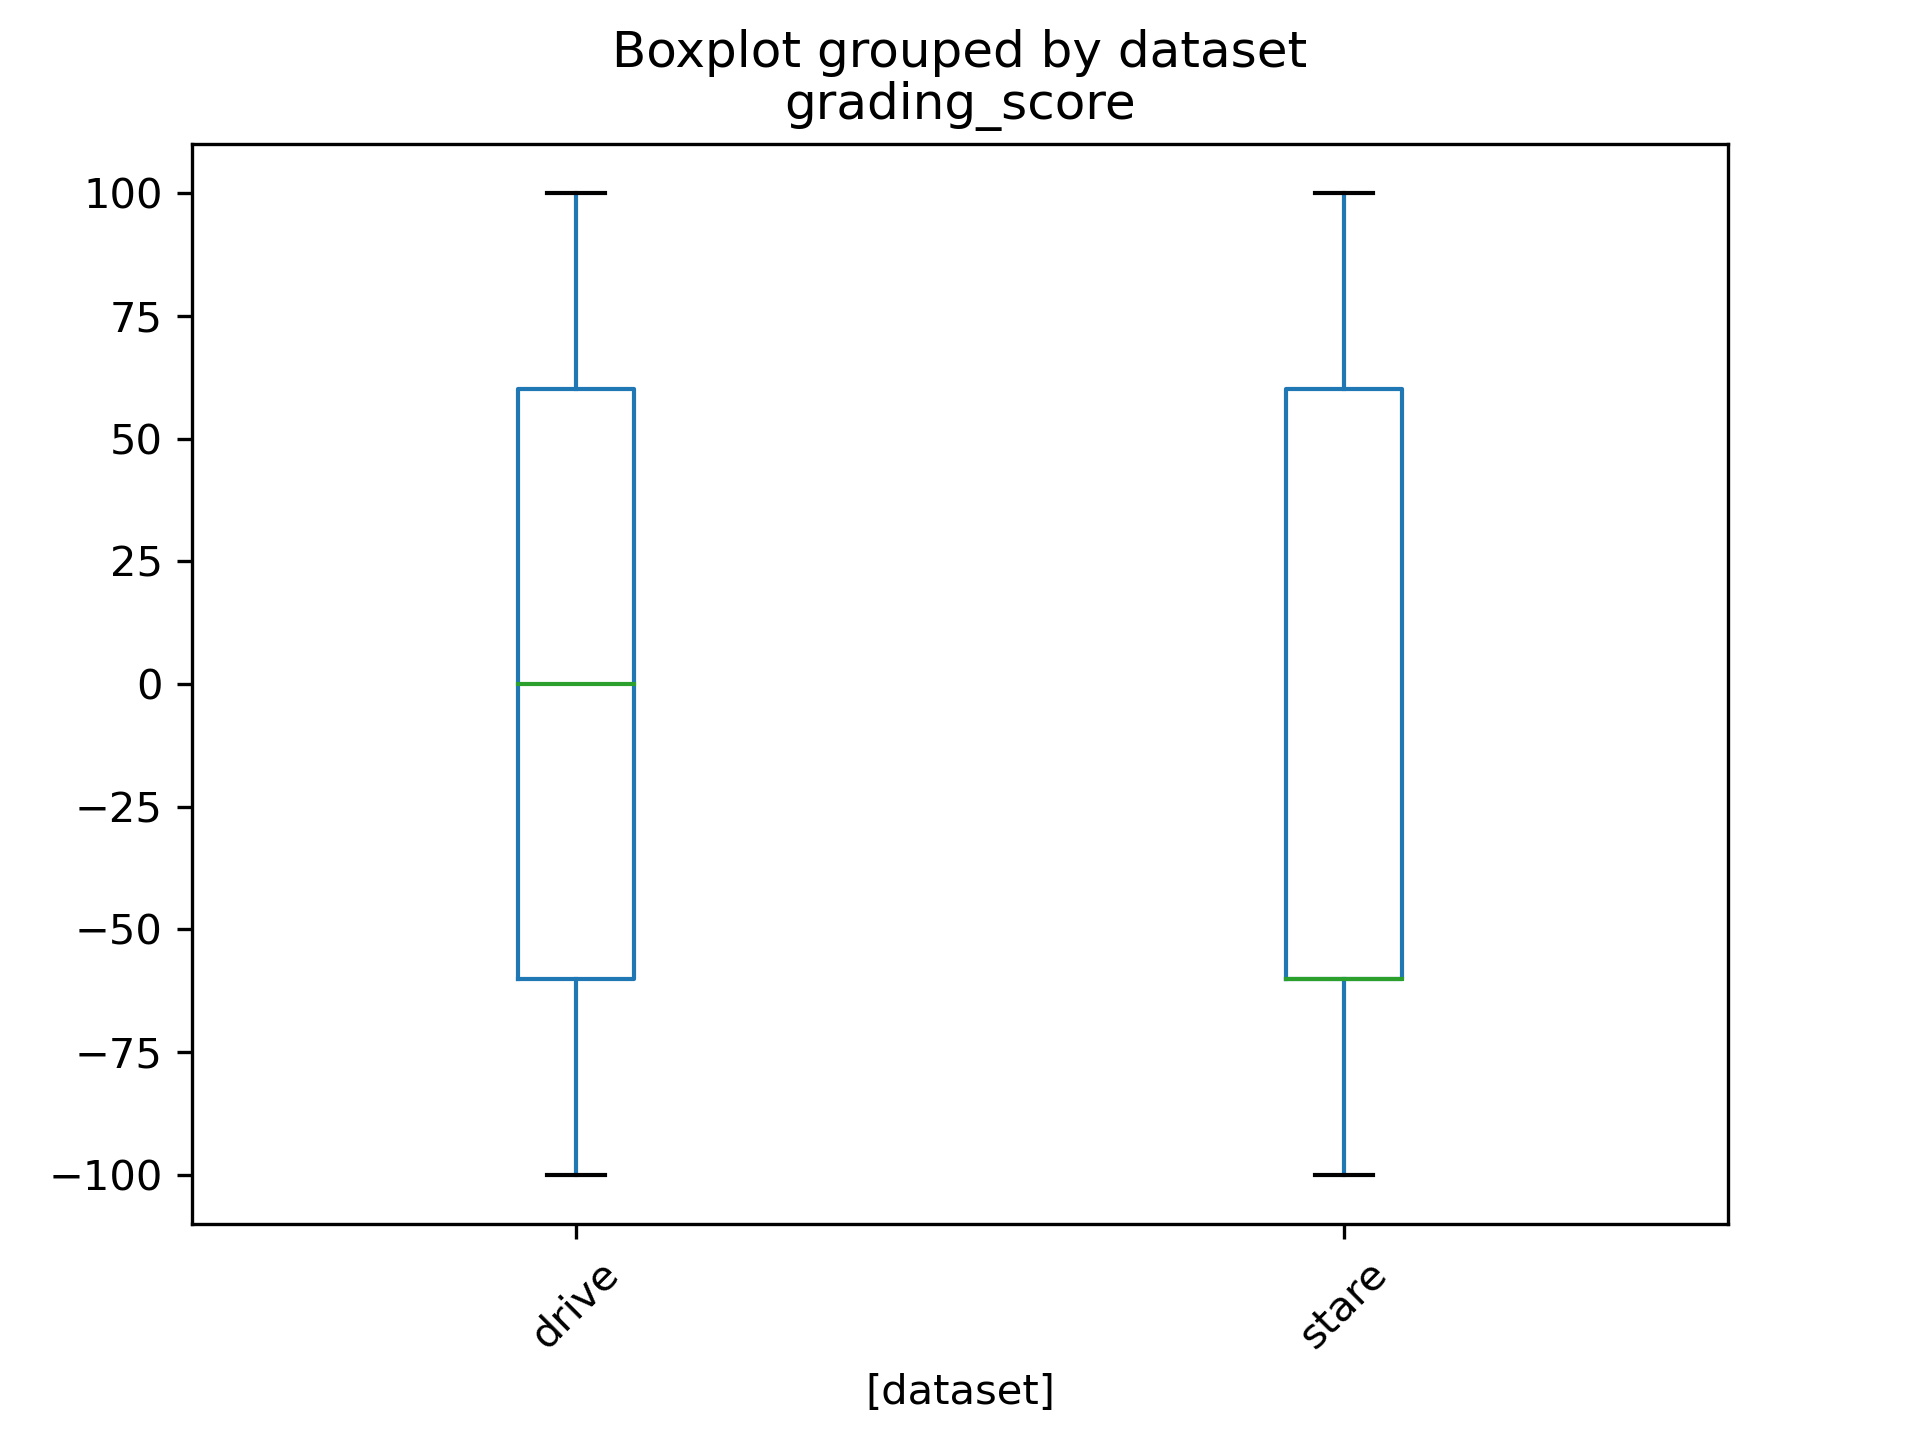 Boxplot grouped by dataset
grading_score
100
75
50
25
0
−25
−50
−75
−100
drive
stare
[dataset]